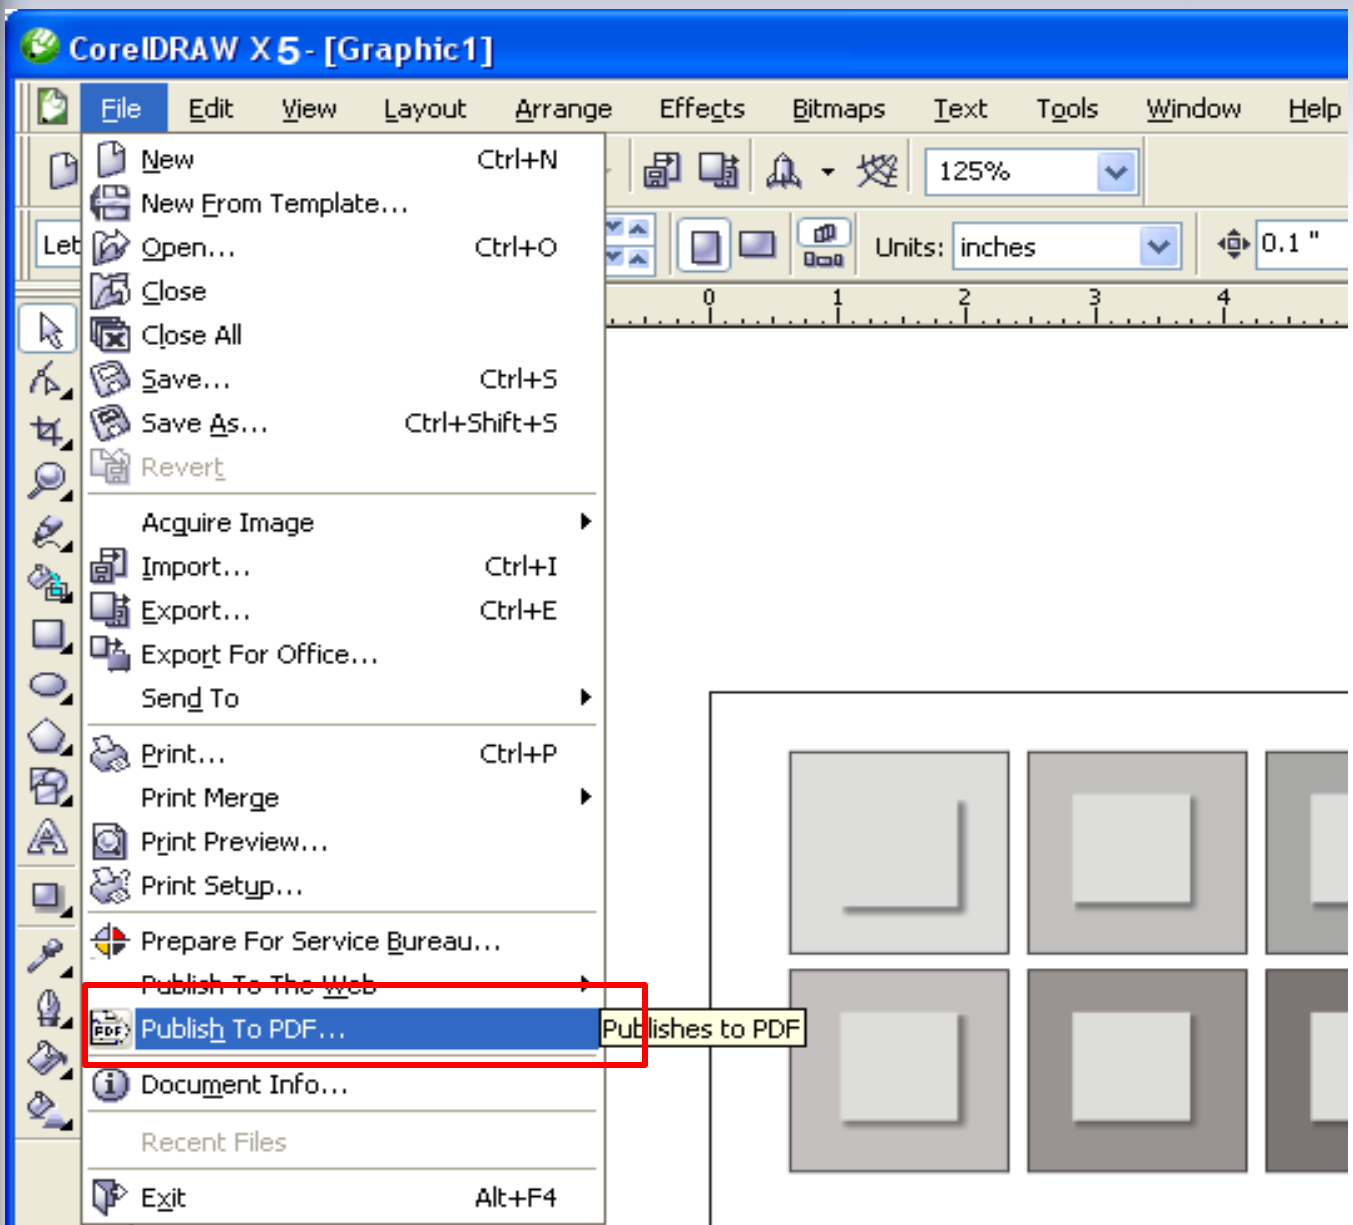 CorelDRAW X5 - [Graphic1]
File Edit View Layout Arrange Effects Bitmaps Text Tools Window Help
New Ctrl+N
125%
New From Template...
Let
Open... Ctrl+O
Units: inches
0.1 "
Close
0 1 2 3 4
Close All
Save... Ctrl+S
Save As... Ctrl+Shift+S
Revert
Acquire Image
Import... Ctrl+I
Export... Ctrl+E
Export For Office...
Send To
Print... Ctrl+P
Print Merge
Print Preview...
Print Setup...
Prepare For Service Bureau...
Publish To The Web
PDF Publish To PDF...
Publishes to PDF
Document Info...
Recent Files
Exit Alt+F4